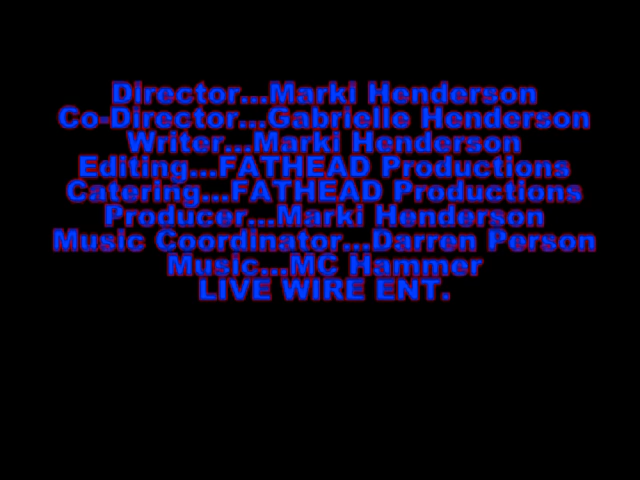 Director...Marki Henderson
Co-Director...Gabrielle Henderson
Writer...Marki Henderson
Editing...FATHEAD Productions
Catering...FATHEAD Productions
Producer...Marki Henderson
Music Coordinator...Darren Person
Music...MC Hammer
LIVE WIRE ENT.